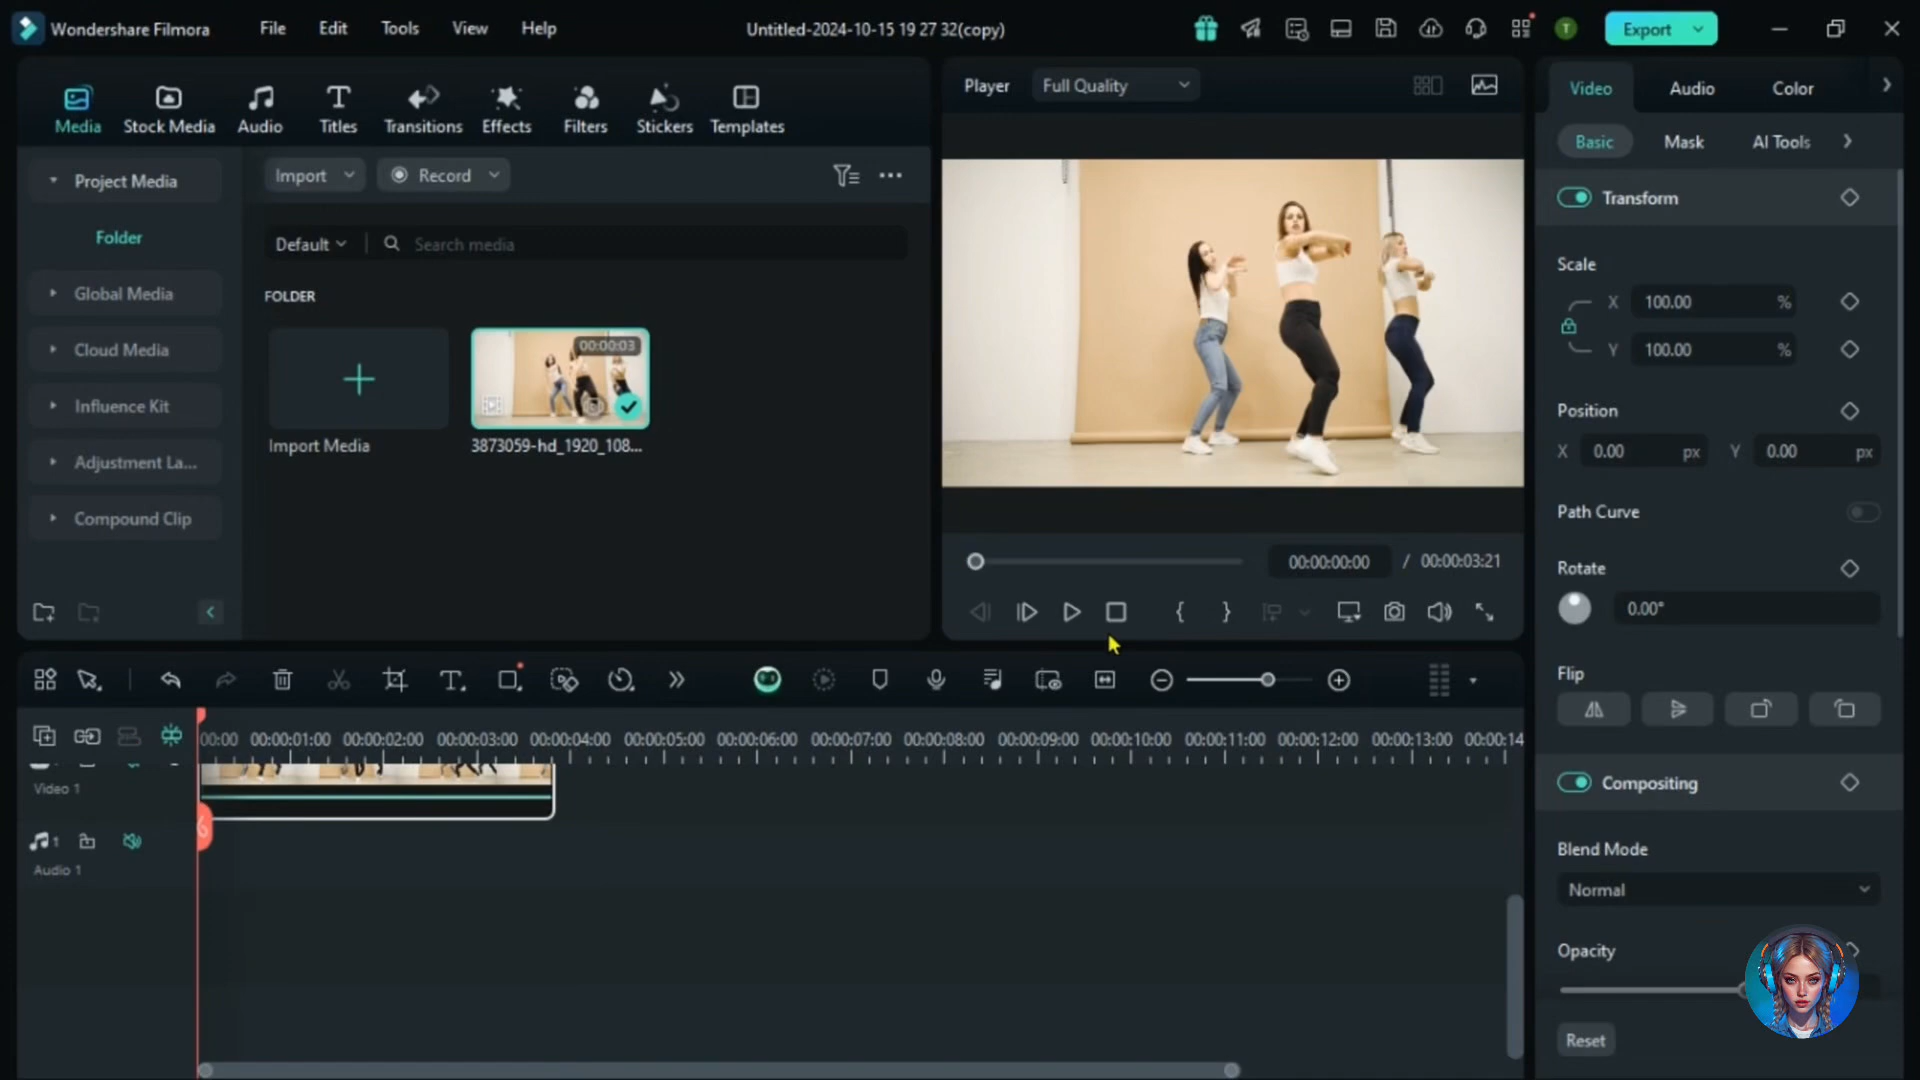 Wondershare Filmora File Edit Tools View Help Untitled-2024-10-15 19 27 32(copy) T Export
Media Stock Media Audio Titles Transitions Effects Filters Stickers Templates
Project Media
Folder
Global Media
Cloud Media
Influence Kit
Adjustment La...
Compound Clip
Import Record
Default Search media
FOLDER
00:00:03
Import Media 3873059-hd_1920_108...
Player Full Quality
00:00:00:00 / 00:00:03:21
Video Audio Color
Basic Mask AI Tools
Transform
Scale
X 100.00 %
Y 100.00 %
Position
X 0.00 px Y 0.00 px
Path Curve
Rotate
0.00°
Flip
Compositing
Blend Mode
Normal
Opacity
Reset
00:00 00:00:01:00 00:00:02:00 00:00:03:00 00:00:04:00 00:00:05:00 00:00:06:00 00:00:07:00 00:00:08:00 00:00:09:00 00:00:10:00 00:00:11:00 00:00:12:00 00:00:13:00 00:00:14
Video 1
1
Audio 1